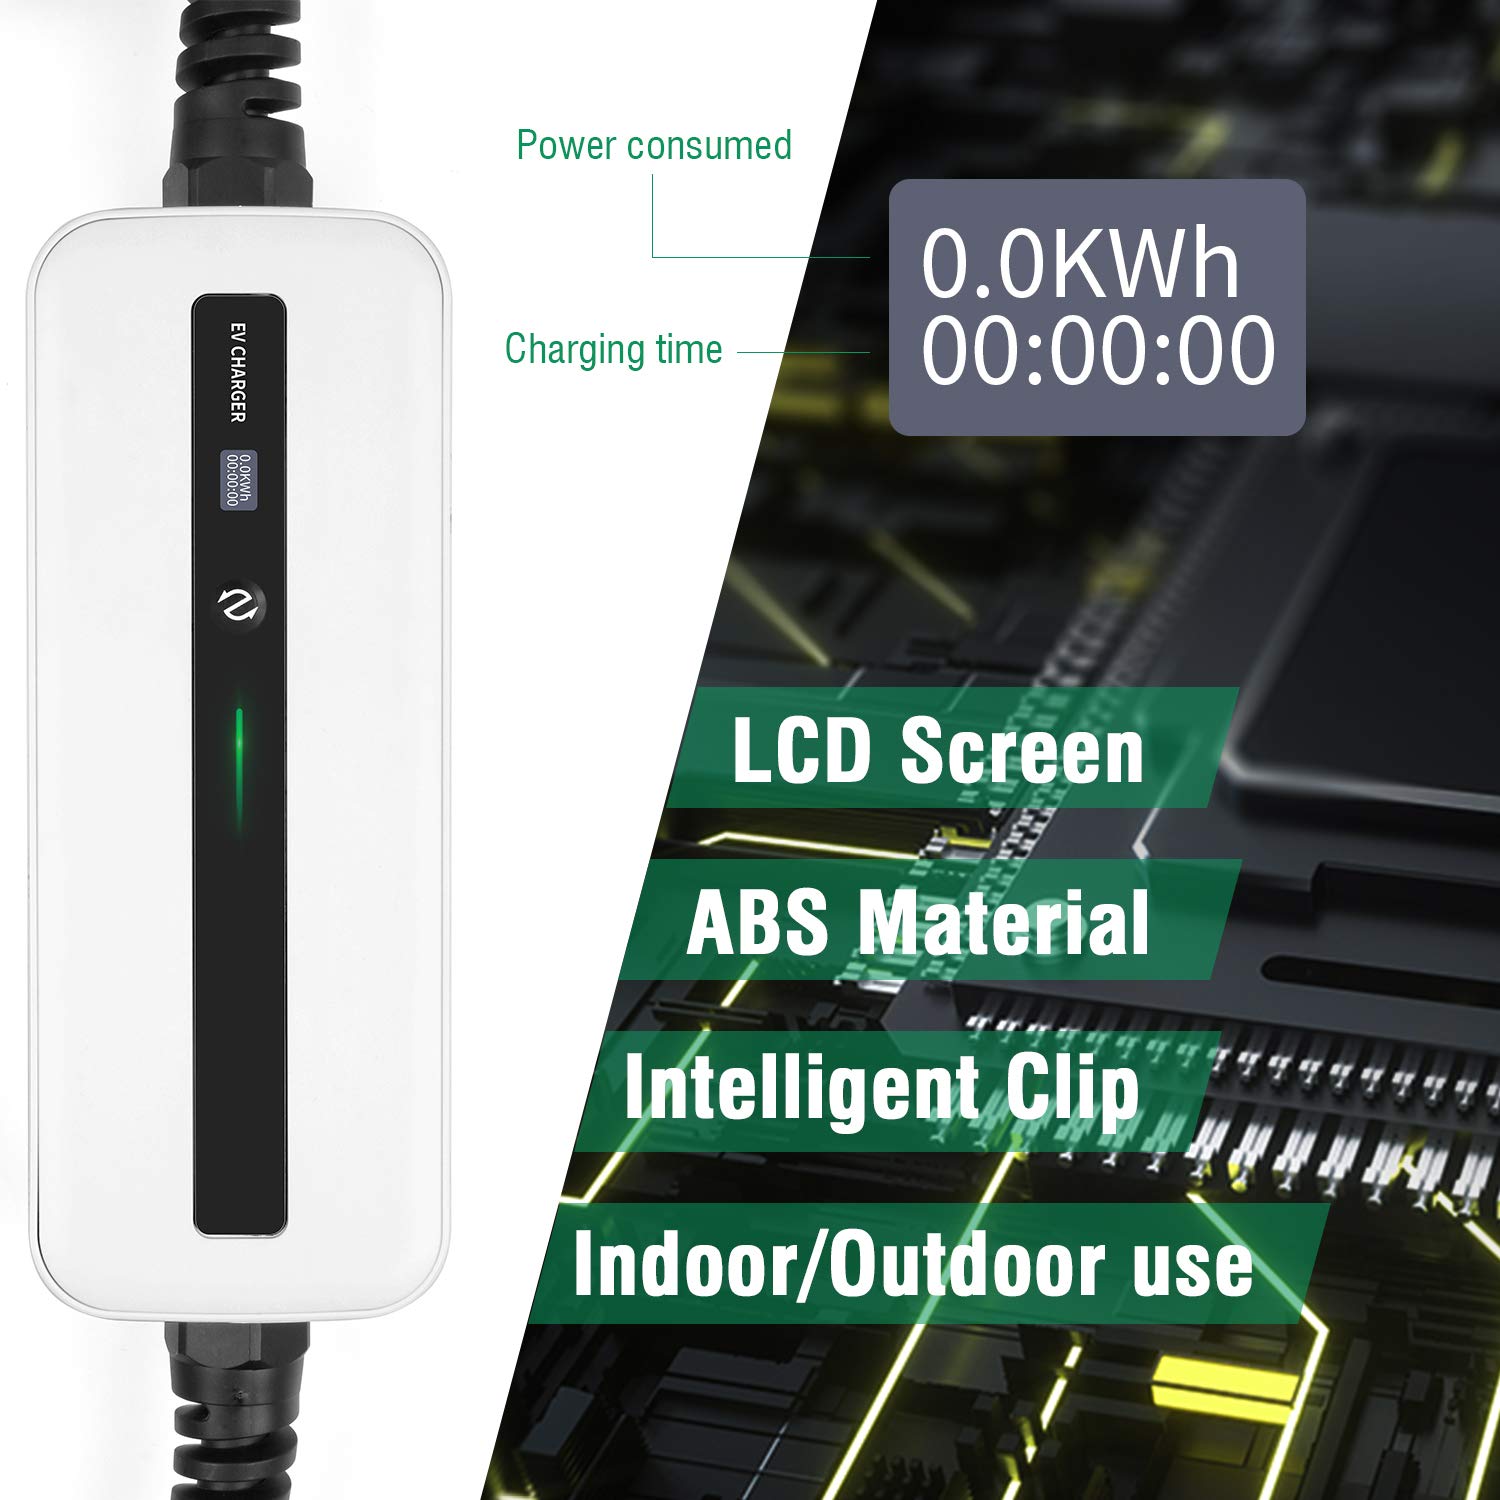 Power consumed
0.0KWh
Charging time
00:00:00
EV CHARGER
0.0KWh
00:00:00
LCD Screen
ABS Material
Intelligent Clip
Indoor/Outdoor use